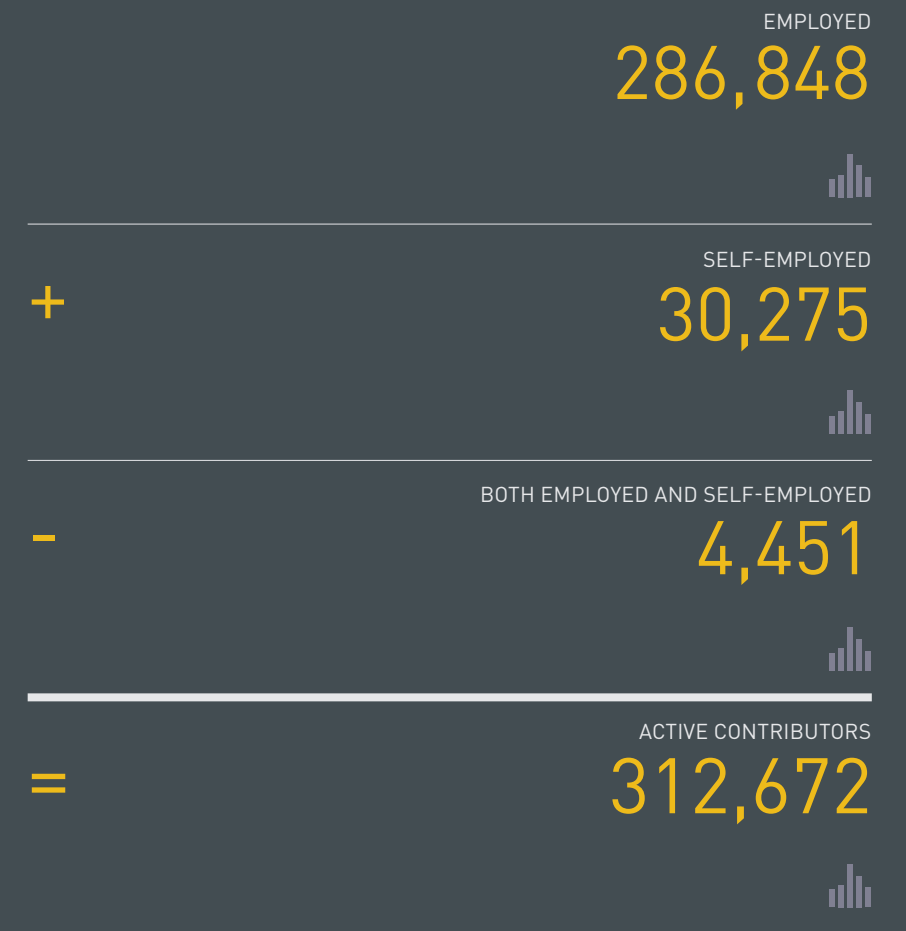 EMPLOYED
286,848
SELF-EMPLOYED
+ 30,275
BOTH EMPLOYED AND SELF-EMPLOYED
- 4,451
ACTIVE CONTRIBUTORS
= 312,672